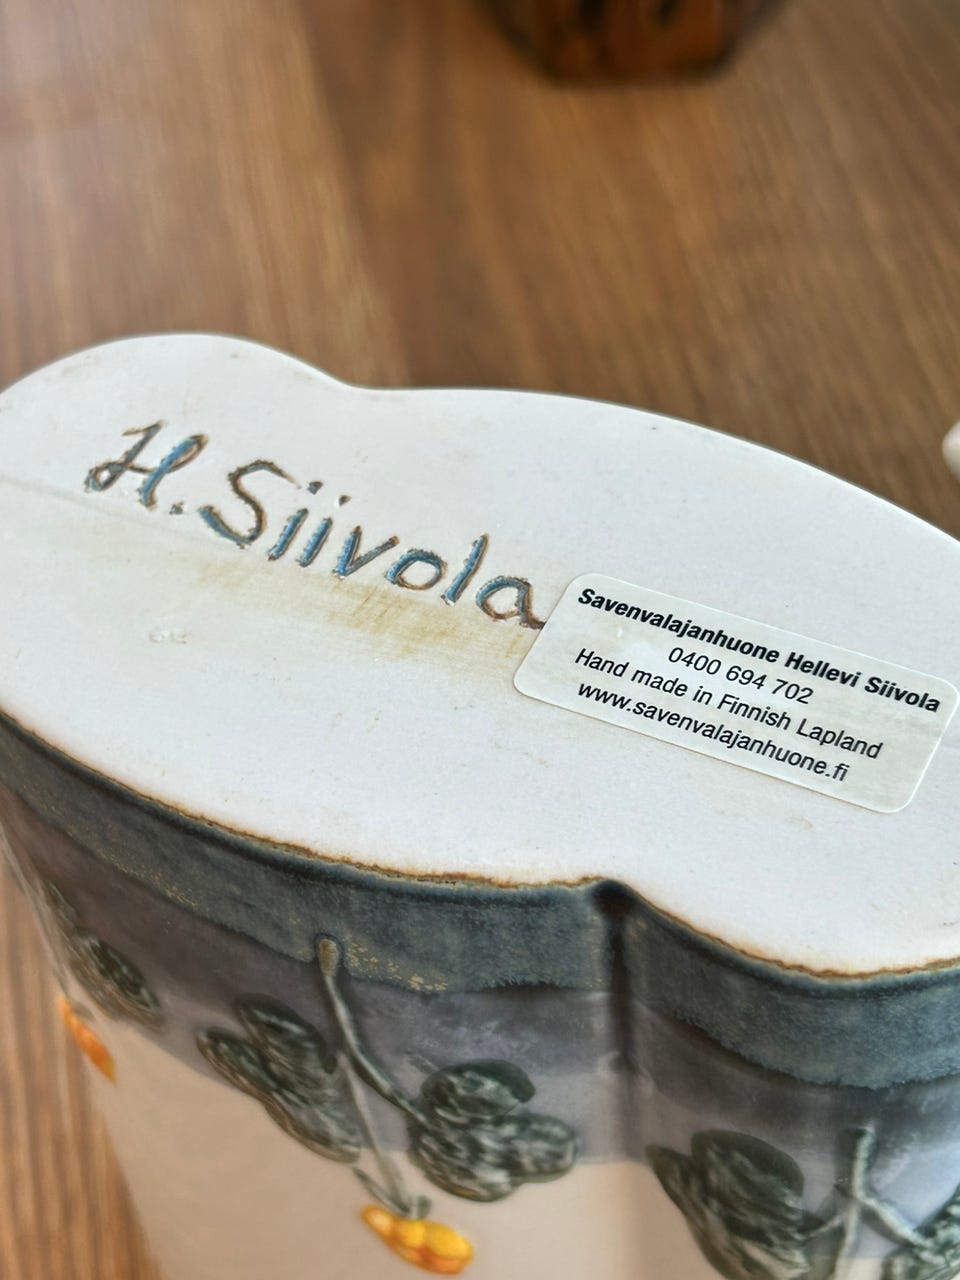 H. Siivola
Savenvalajanhuone Hellevi Siivola
0400 694 702
Hand made in Finnish Lapland
www.savenvalajanhuone.fi